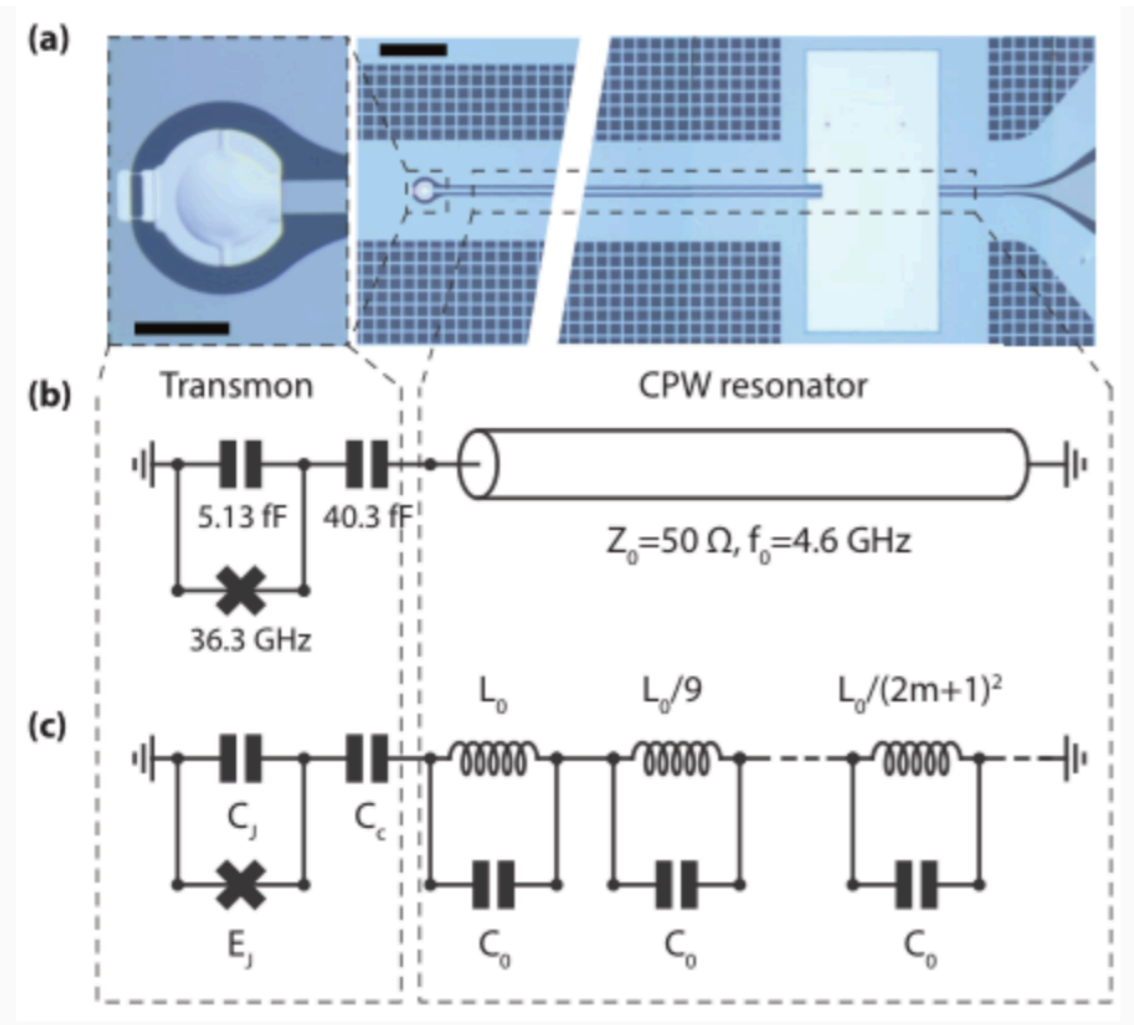 (a)
(b)
Transmon
CPW resonator
5.13 fF
40.3 fF
Z₀=50 Ω, f₀=4.6 GHz
36.3 GHz
(c)
L₀
L₀/9
L₀/(2m+1)²
C_J
C_c
E_J
C₀
C₀
C₀